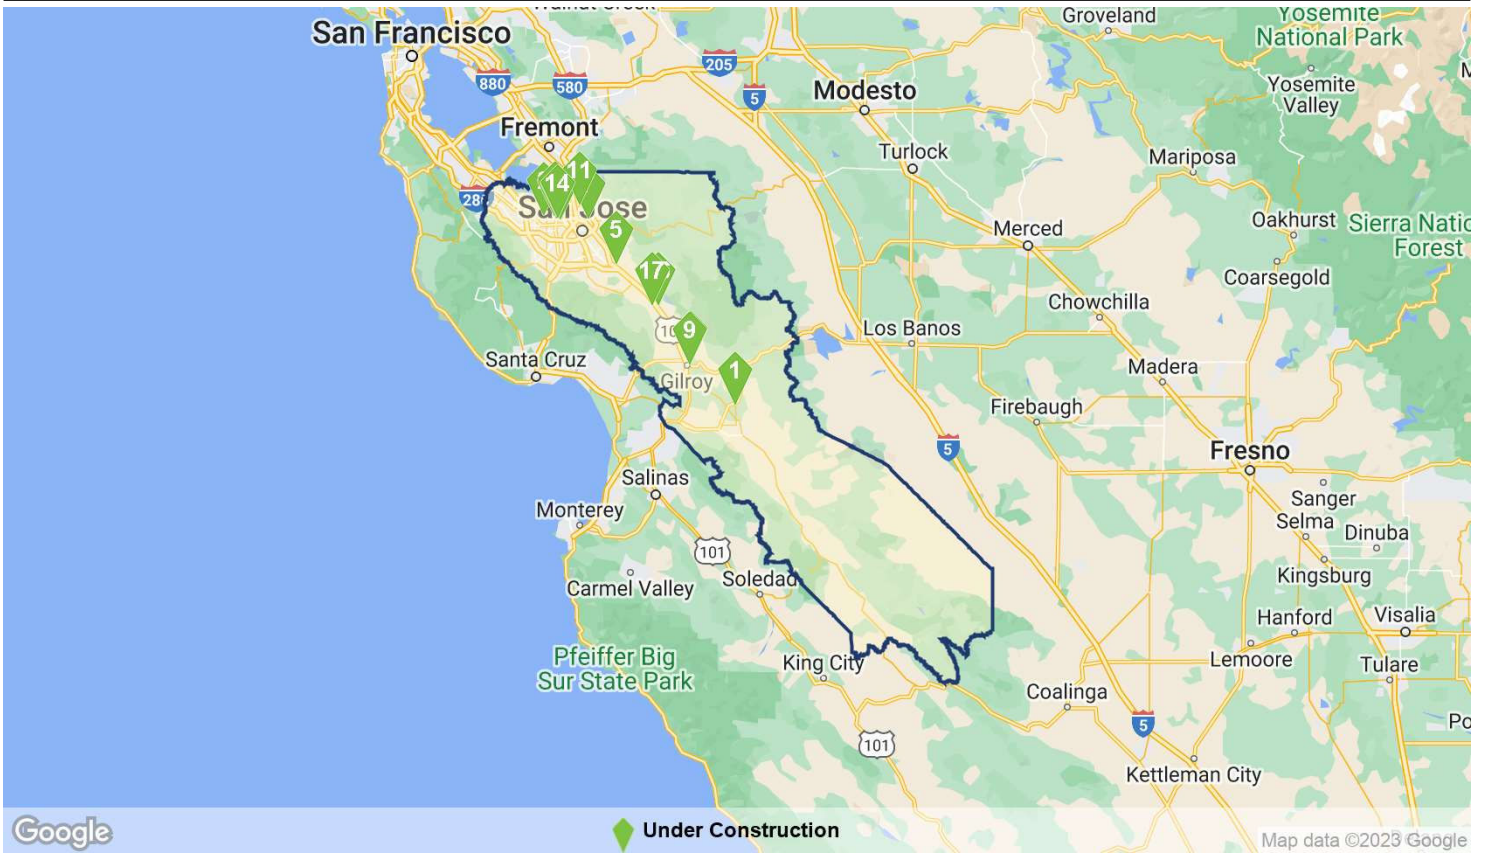 Groveland
Yosemite
National Park
San Francisco
205
880
580
5
Modesto
Yosemite
Valley
Fremont
Turlock
Mariposa
11
14
280
San Jose
5
Merced
Oakhurst
Sierra Natio
Forest
17
Coarsegold
Chowchilla
9
Los Banos
Santa Cruz
1
Gilroy
Madera
Firebaugh
5
Fresno
Salinas
Sanger
Monterey
Selma
Dinuba
101
Carmel Valley
Soledad
Kingsburg
Hanford
Visalia
Pfeiffer Big
Sur State Park
King City
Lemoore
Tulare
Coalinga
5
101
Kettleman City
Google
Under Construction
Map data ©2023 Google